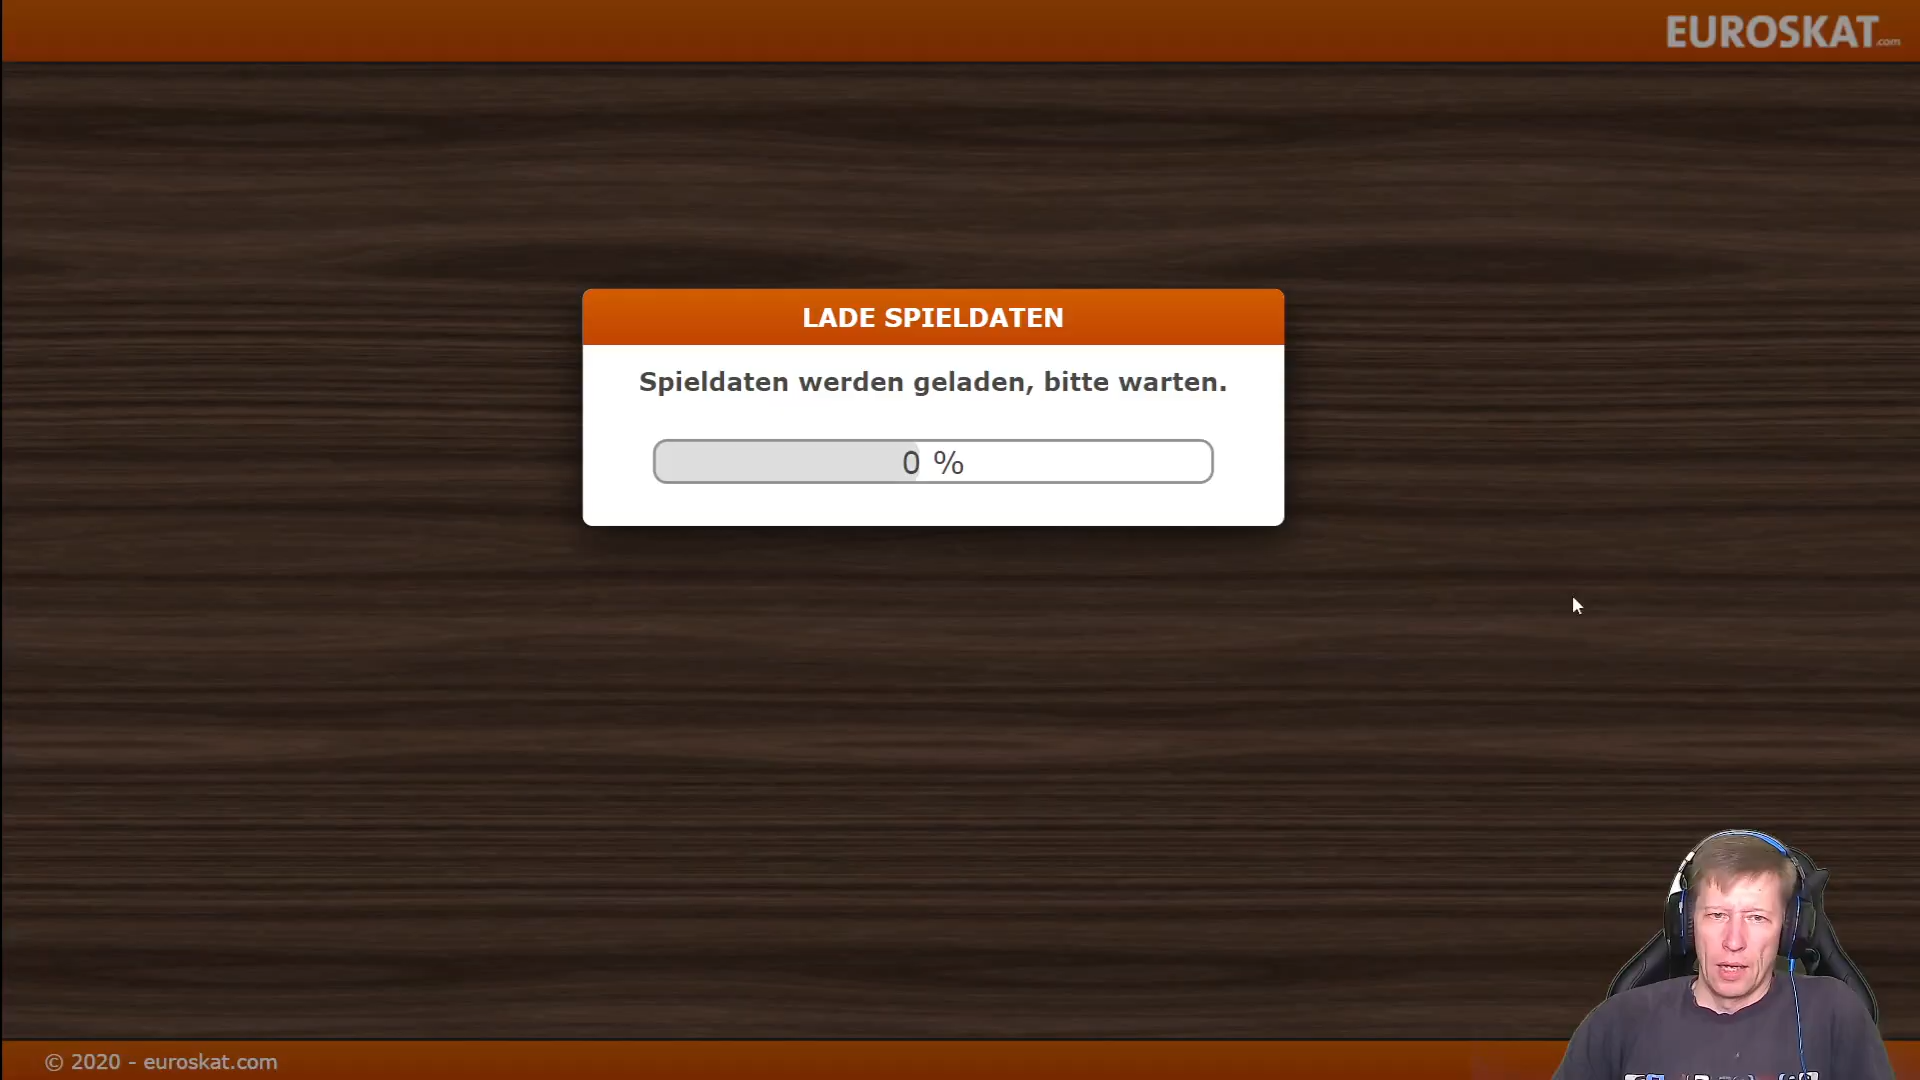 EUROSKAT.com
LADE SPIELDATEN
Spieldaten werden geladen, bitte warten.
0 %
© 2020 - euroskat.com